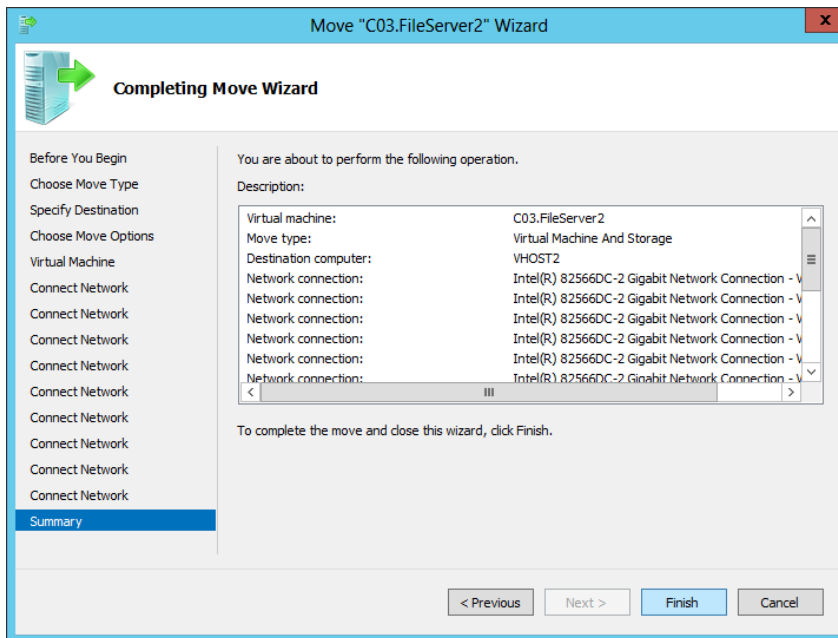 Move "C03.FileServer2" Wizard
x
Completing Move Wizard
Before You Begin
Choose Move Type
Specify Destination
Choose Move Options
Virtual Machine
Connect Network
Connect Network
Connect Network
Connect Network
Connect Network
Connect Network
Connect Network
Connect Network
Connect Network
Summary
You are about to perform the following operation.
Description:
Virtual machine: C03.FileServer2
Move type: Virtual Machine And Storage
Destination computer: VHOST2
Network connection: Intel(R) 82566DC-2 Gigabit Network Connection -
Network connection: Intel(R) 82566DC-2 Gigabit Network Connection -
Network connection: Intel(R) 82566DC-2 Gigabit Network Connection -
Network connection: Intel(R) 82566DC-2 Gigabit Network Connection -
Network connection: Intel(R) 82566DC-2 Gigabit Network Connection -
Network connection: Intel(R) 82566DC-2 Gigabit Network Connection -
To complete the move and close this wizard, click Finish.
< Previous Next > Finish Cancel